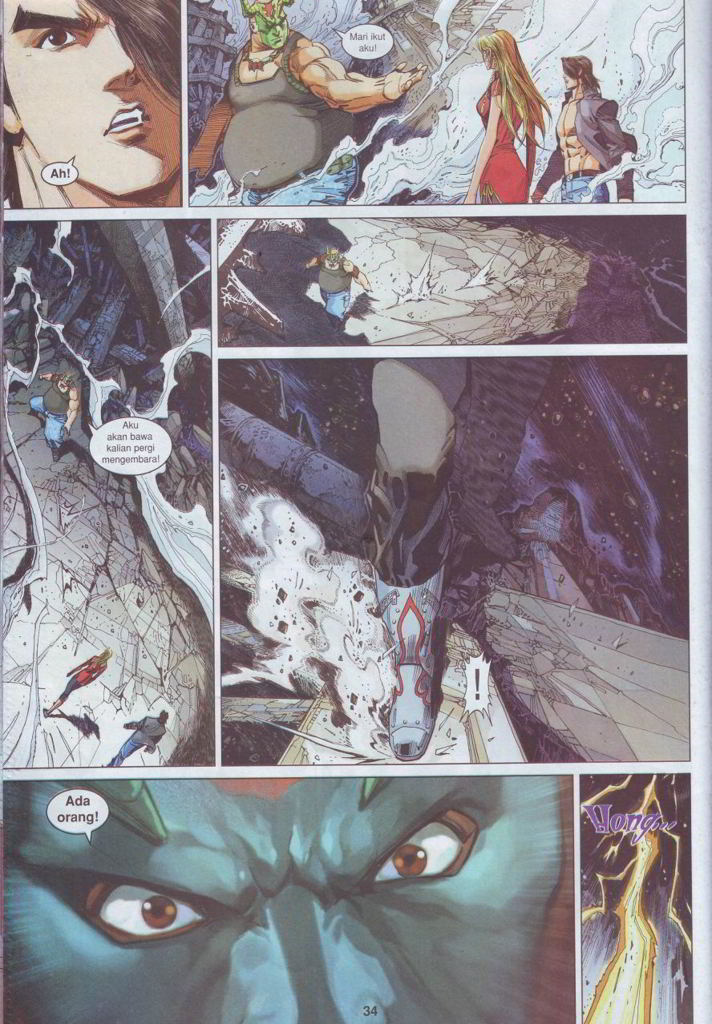 Ah!
Mari ikut
aku!
Aku
akan bawa
kalian pergi
mengembara!
!
Ada
orang!
Hong..
34